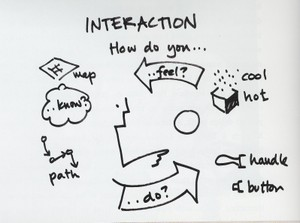 INTERACTION
How do you...
map
..feel?
cool
hot
..know?
path
handle
..do?
button